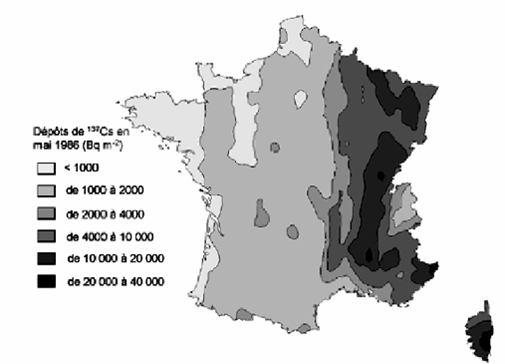 Dépôts de ¹³⁷Cs en
mai 1986 (Bq m⁻²)
< 1000
de 1000 à 2000
de 2000 à 4000
de 4000 à 10 000
de 10 000 à 20 000
de 20 000 à 40 000